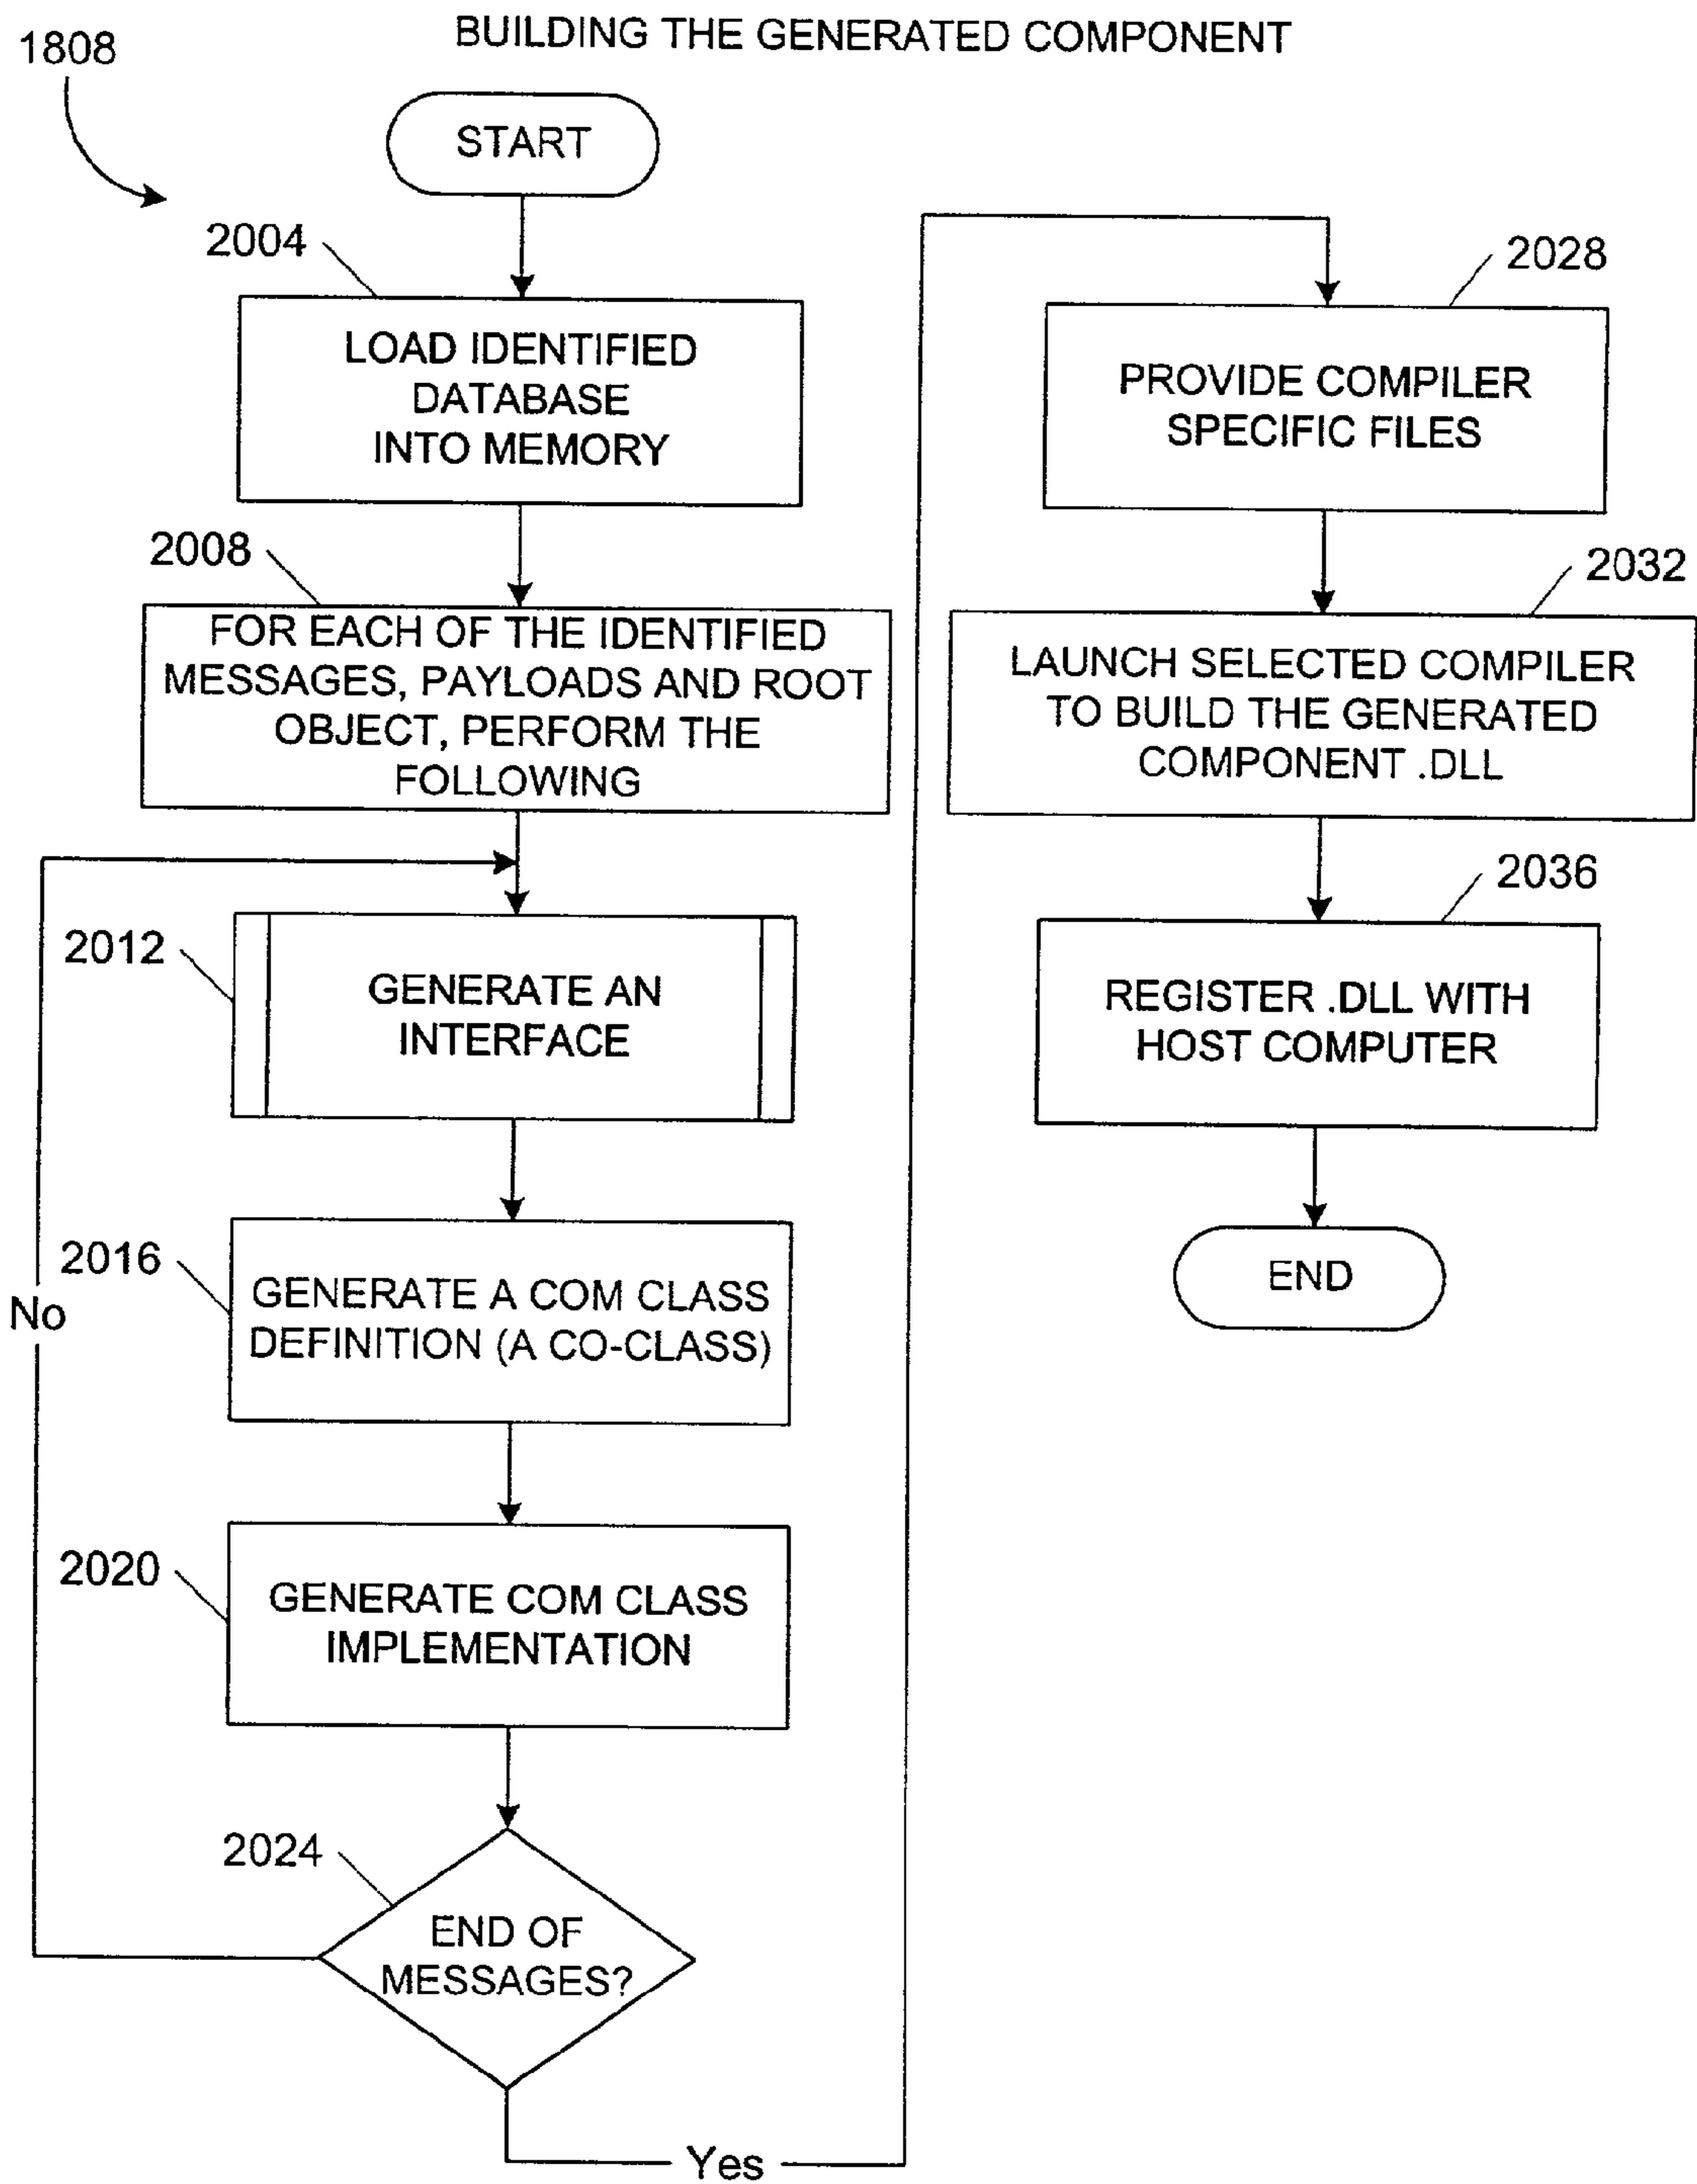 BUILDING THE GENERATED COMPONENT
1808
START
2004
LOAD IDENTIFIED
DATABASE
INTO MEMORY
2008
FOR EACH OF THE IDENTIFIED
MESSAGES, PAYLOADS AND ROOT
OBJECT, PERFORM THE
FOLLOWING
2012
GENERATE AN
INTERFACE
2016
GENERATE A COM CLASS
DEFINITION (A CO-CLASS)
No
2020
GENERATE COM CLASS
IMPLEMENTATION
2024
END OF
MESSAGES?
Yes
2028
PROVIDE COMPILER
SPECIFIC FILES
2032
LAUNCH SELECTED COMPILER
TO BUILD THE GENERATED
COMPONENT .DLL
2036
REGISTER .DLL WITH
HOST COMPUTER
END